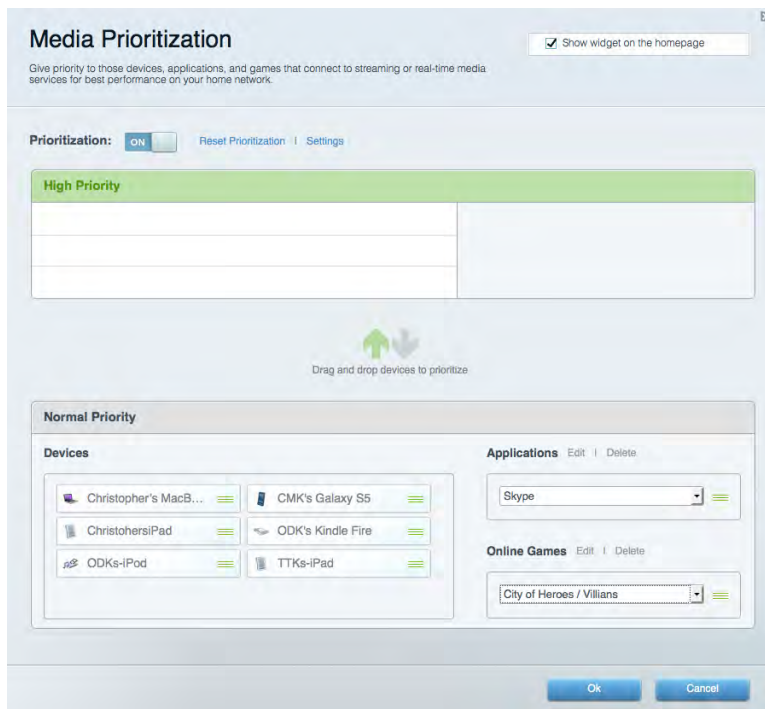 Media Prioritization
Show widget on the homepage
Give priority to those devices, applications, and games that connect to streaming or real-time media
services for best performance on your home network.
Prioritization: ON Reset Prioritization | Settings
High Priority
Drag and drop devices to prioritize
Normal Priority
Devices
Applications Edit | Delete
Christopher's MacB... CMK's Galaxy S5
Skype
ChristohersiPad ODK's Kindle Fire
ODKs-iPod TTKs-iPad
Online Games Edit | Delete
City of Heroes / Villians
Ok Cancel